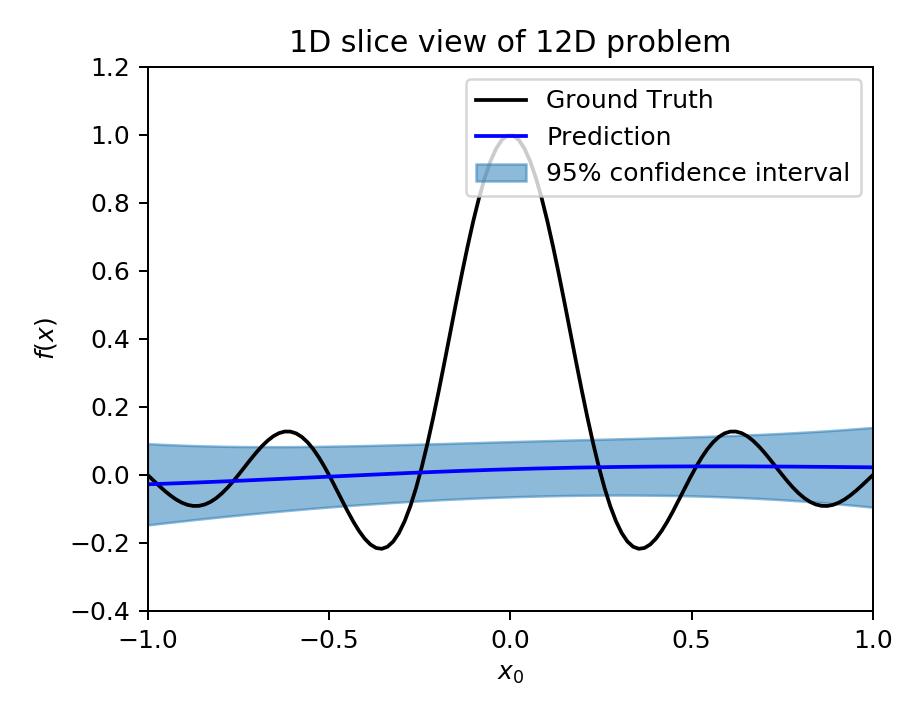 1D slice view of 12D problem
Ground Truth
Prediction
95% confidence interval
1.2
1.0
0.8
0.6
0.4
0.2
0.0
−0.2
−0.4
f(x)
−1.0 −0.5 0.0 0.5 1.0
x₀